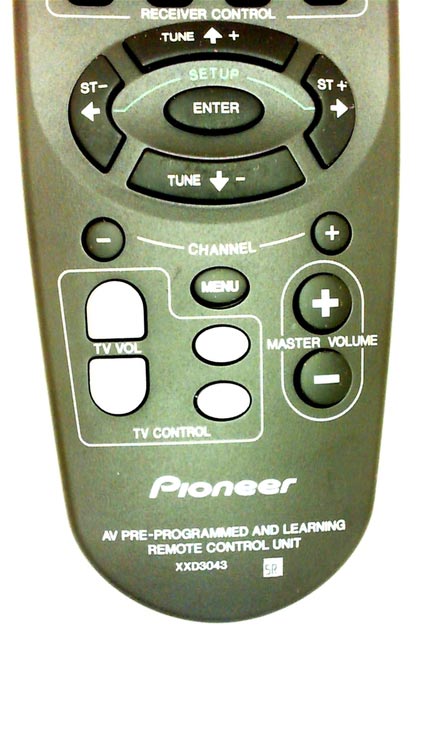 RECEIVER CONTROL
TUNE +
SETUP
ST-
ST+
ENTER
TUNE -
-
+
CHANNEL
MENU
+
TV VOL
MASTER VOLUME
-
TV CONTROL
Pioneer
AV PRE-PROGRAMMED AND LEARNING
REMOTE CONTROL UNIT
XXD3043
SR